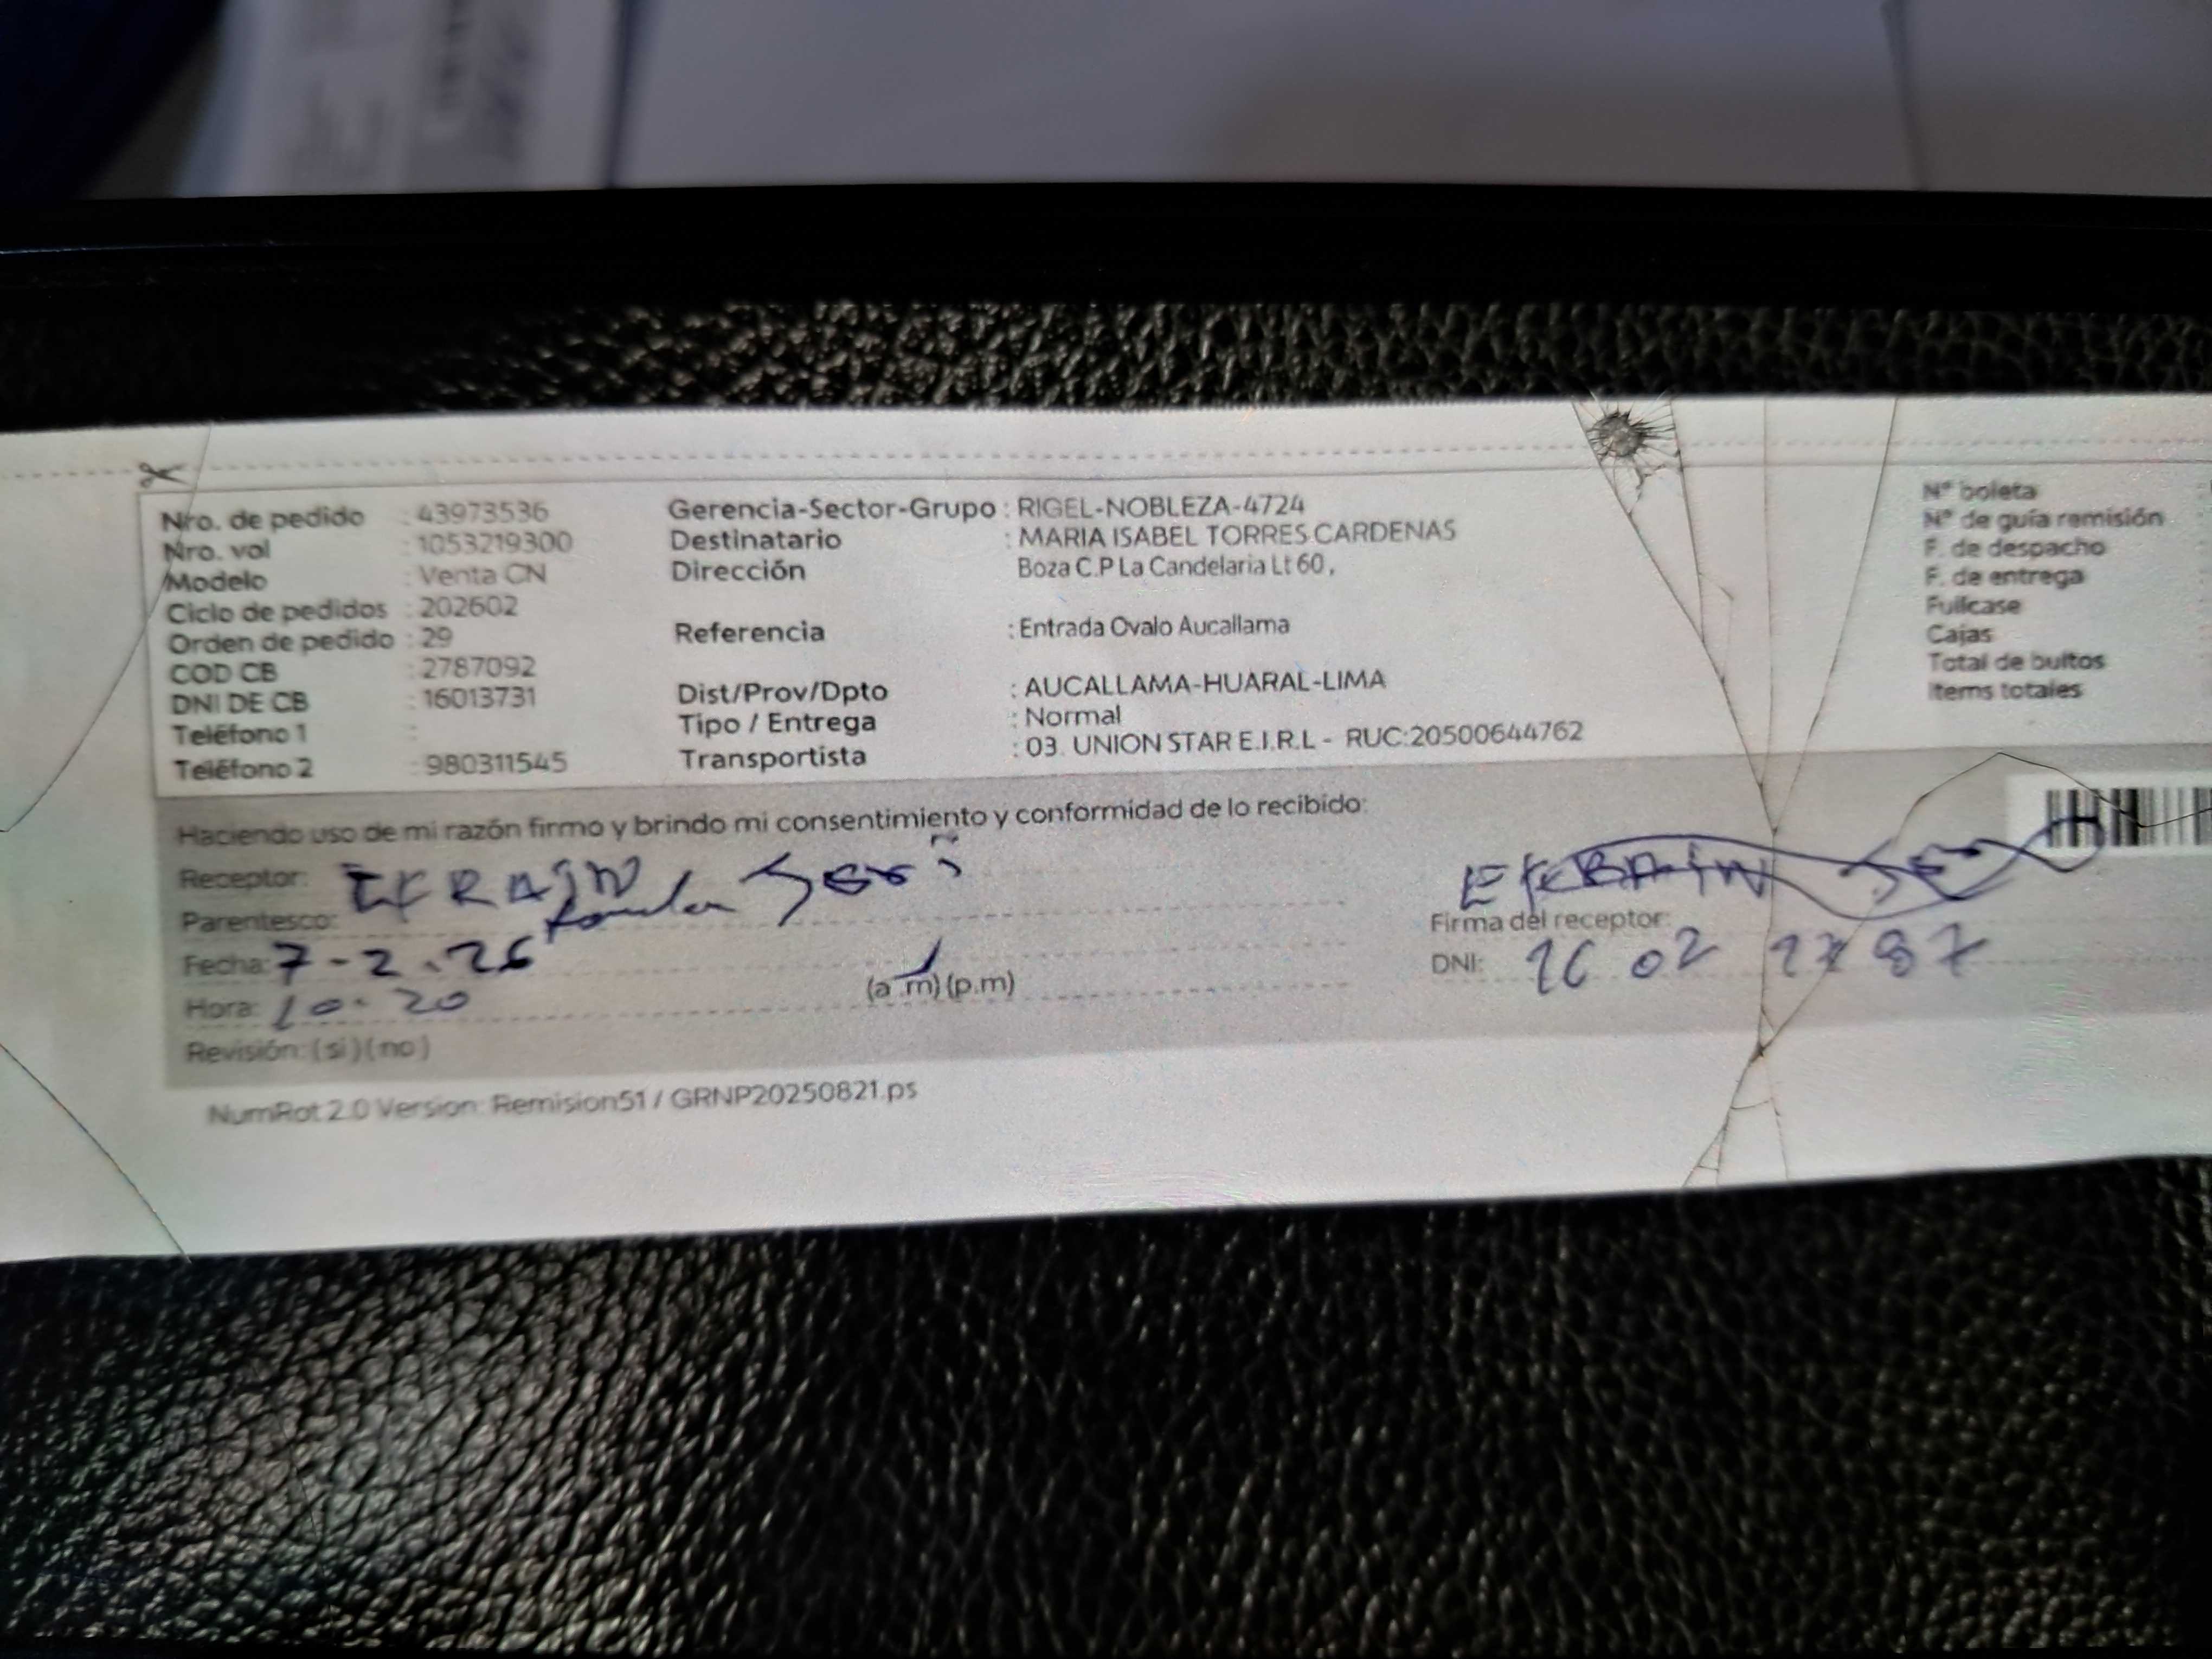 Nro. de pedido : 43973536
Nro. vol : 1053219300
Modelo : Venta CN
Ciclo de pedidos : 202602
Orden de pedido : 29
COD CB : 2787092
DNI DE CB : 16013731
Teléfono 1 :
Teléfono 2 : 980311545
Gerencia-Sector-Grupo : RIGEL-NOBLEZA-4724
Destinatario : MARIA ISABEL TORRES CARDENAS
Dirección Boza C.P La Candelaria Lt 60,
Referencia : Entrada Ovalo Aucallama
Dist/Prov/Dpto : AUCALLAMA-HUARAL-LIMA
Tipo / Entrega : Normal
Transportista : 03. UNION STAR E.I.R.L - RUC:20500644762
N° boleta
N° de guía remisión
F. de despacho
F. de entrega
Fullcase
Cajas
Total de bultos
Items totales
Haciendo uso de mi razón firmo y brindo mi consentimiento y conformidad de lo recibido:
Receptor: EFRAIN
Parentesco:
Fecha: 7-2.26
Hora: 10.20 (a.m) (p.m)
Revisión: (si) (no)
EFRAIN
Firma del receptor:
DNI:
NumRot 2.0 Version: Remision51 / GRNP20250821.ps